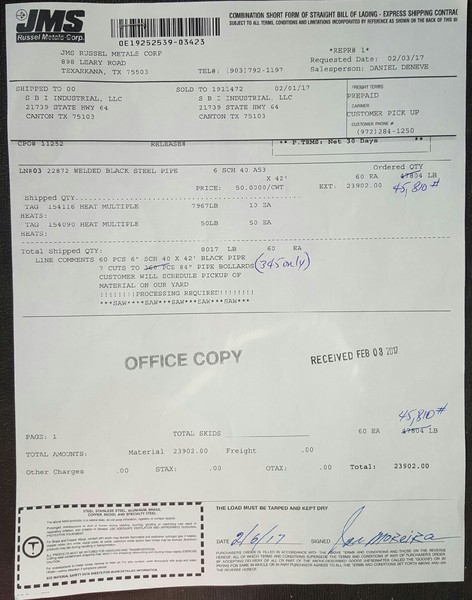 JMS
Russel Metals Corp.
COMBINATION SHORT FORM OF STRAIGHT BILL OF LADING - EXPRESS SHIPPING CONTRAC
SUBJECT TO ALL TERMS, CONDITIONS AND LIMITATIONS INCORPORATED BY REFERENCE AS SHOWN ON THE BACK OF THIS BI
0E19252539-03423
JMS RUSSEL METALS CORP
898 LEARY ROAD
TEXARKANA, TX 75503
TEL#: (903)792-1197
*REPR# 1*
Requested Date: 02/03/17
Salesperson: DANIEL DENEVE
SHIPPED TO 00
S B I INDUSTRIAL, LLC
21739 STATE HWY 64
CANTON TX 75103
SOLD TO 1911472 02/01/17
S B I INDUSTRIAL, LLC
21739 STATE HWY 64
CANTON TX 75103
FREIGHT TERMS
PREPAID
CARRIER
CUSTOMER PICK UP
CUSTOMER PHONE #
(972)284-1250
CPO# 11252 RELEASE# ** P.TRMS: Net 30 Days **
Ordered QTY
LN#03 22872 WELDED BLACK STEEL PIPE 6 SCH 40 A53 60 EA 47804 LB
X 42' 45,810#
PRICE: 50.0000/CWT EXT: 23902.00
Shipped QTY:
TAG 154116 HEAT MULTIPLE 7967LB 10 EA
HEATS:
TAG 154090 HEAT MULTIPLE 50LB 50 EA
HEATS:
Total Shipped QTY: 8017 LB 60 EA
LINE COMMENTS 60 PCS 6" SCH 40 X 42' BLACK PIPE
7 CUTS TO 360 PCS 84" PIPE BOLLARDS (345 only)
CUSTOMER WILL SCHEDULE PICKUP OF
MATERIAL ON OUR YARD
!!!!!!!!PROCESSING REQUIRED!!!!!!!!
***SAW***SAW***SAW***SAW***SAW***
OFFICE COPY
RECEIVED FEB 03 2017
45,810#
PAGE: 1 TOTAL SKIDS 60 EA 47804 LB
TOTAL AMOUNTS: Material 23902.00 Freight .00
Other Charges .00 STAX: .00 OTAX: .00 Total: 23902.00
STEEL, STAINLESS STEEL, ALUMINUM, BRASS,
COPPER, NICKEL AND SPECIALTY STEEL
T
THE LOAD MUST BE TARPED AND KEPT DRY
DATE 2/6/17 SIGNED Moreira